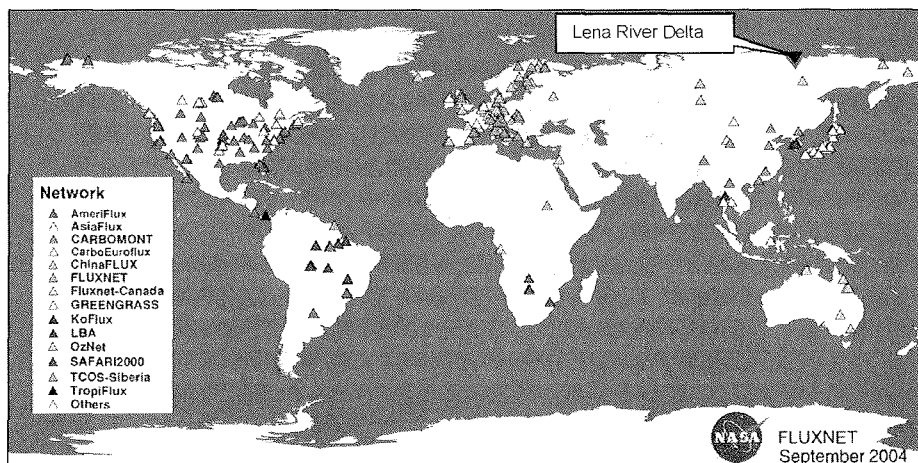 Lena River Delta
Network
AmeriFlux
AsiaFlux
CARBOMONT
CarboEuroflux
ChinaFLUX
FLUXNET
Fluxnet-Canada
GREENGRASS
KoFlux
LBA
OzNet
SAFARI2000
TCOS-Siberia
TropiFlux
Others
NASA
FLUXNET
September 2004